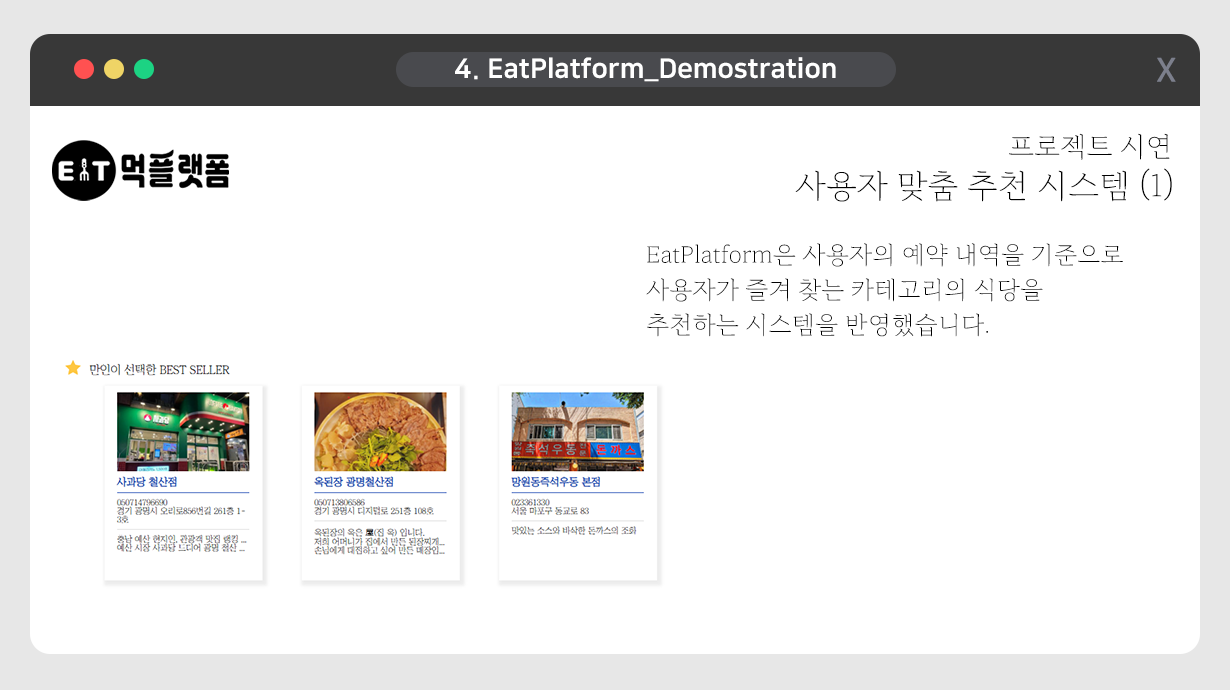 4. EatPlatform_Demostration
X
EAT 먹플랫폼
프로젝트 시연
사용자 맞춤 추천 시스템 (1)
EatPlatform은 사용자의 예약 내역을 기준으로
사용자가 즐겨 찾는 카테고리의 식당을
추천하는 시스템을 반영했습니다.
만인이 선택한 BEST SELLER
사과당 철산점
050714796690
경기 광명시 오리로856번길 261층 1-
3호
충남 예산 현지인, 관광객 맛집 랭킹 ...
예산 시장 사과당 드디어 광명 철산 ...
옥된장 광명철산점
050713806586
경기 광명시 디지털로 251층 108호
옥된장의 옥은 屋(집 옥) 입니다.
저희 어머니가 집에서 만든 된장찌개...
손님에게 대접하고 싶어 만든 매장입...
망원동즉석우동 본점
023361330
서울 마포구 동교로 83
맛있는 소스와 바삭한 돈까스의 조화
즉석우동
돈까스